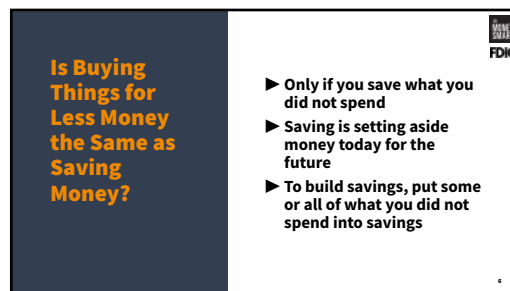 MONEY
SMART
FDIC
Is Buying
Things for
Less Money
the Same as
Saving
Money?
▶ Only if you save what you
did not spend
▶ Saving is setting aside
money today for the
future
▶ To build savings, put some
or all of what you did not
spend into savings
6